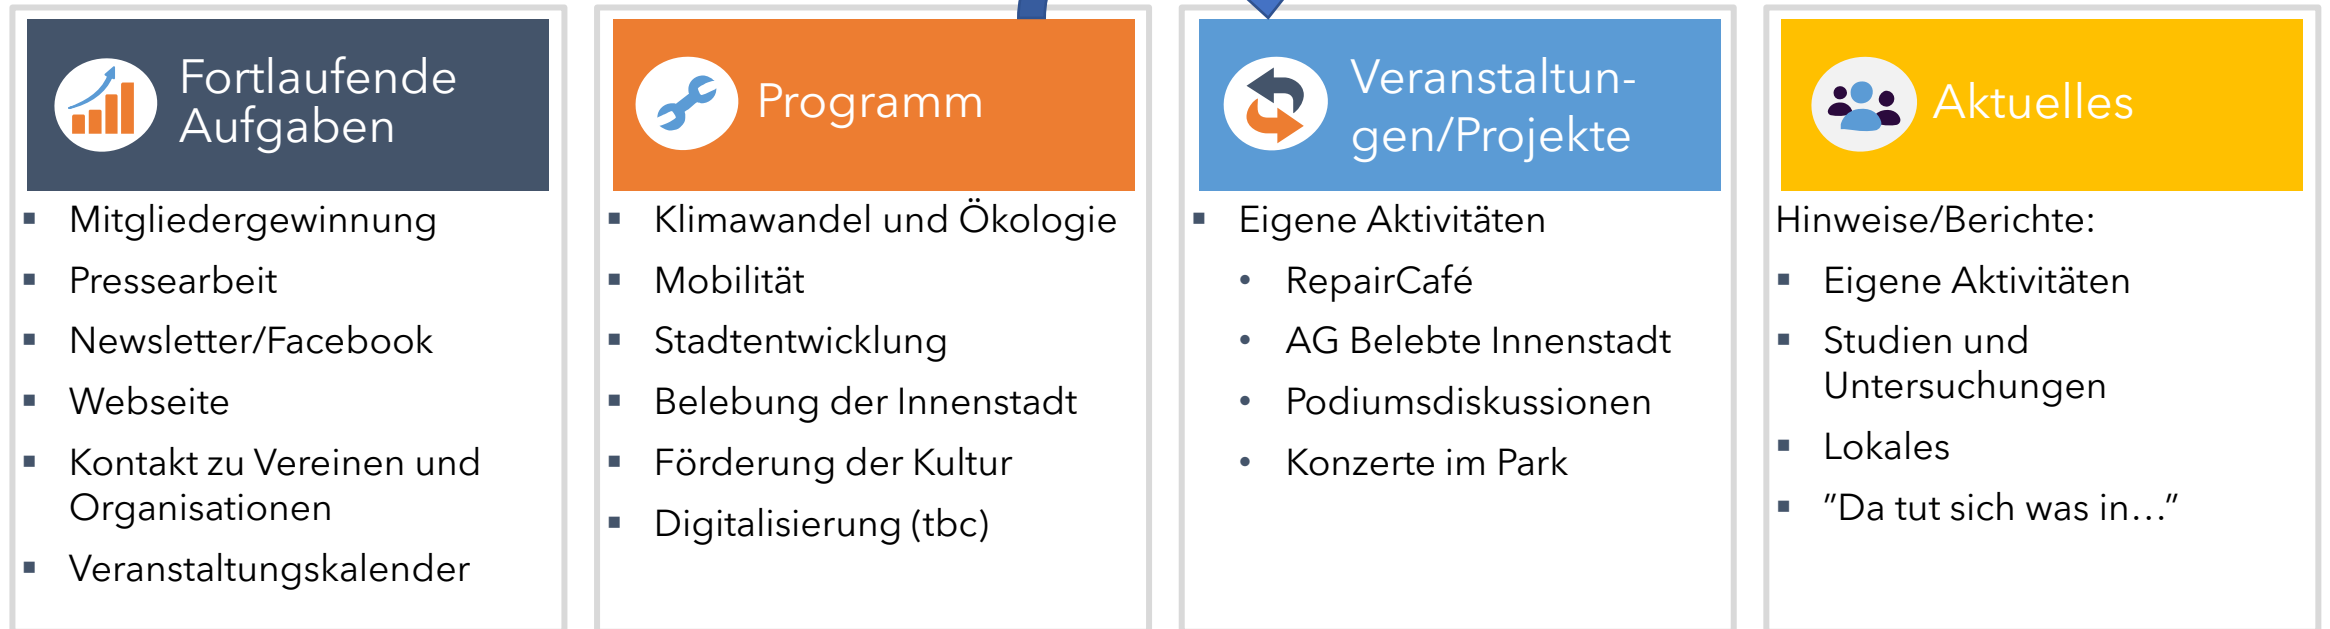 Fortlaufende
Aufgaben
Mitgliedergewinnung
Pressearbeit
Newsletter/Facebook
Webseite
Kontakt zu Vereinen und
Organisationen
Veranstaltungskalender
Programm
Klimawandel und Ökologie
Mobilität
Stadtentwicklung
Belebung der Innenstadt
Förderung der Kultur
Digitalisierung (tbc)
Veranstaltun-
gen/Projekte
Eigene Aktivitäten
RepairCafé
AG Belebte Innenstadt
Podiumsdiskussionen
Konzerte im Park
Aktuelles
Hinweise/Berichte:
Eigene Aktivitäten
Studien und
Untersuchungen
Lokales
"Da tut sich was in…"